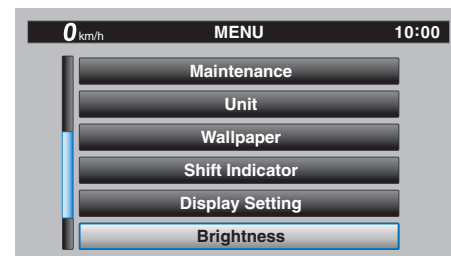 0 km/h MENU 10:00
Maintenance
Unit
Wallpaper
Shift Indicator
Display Setting
Brightness